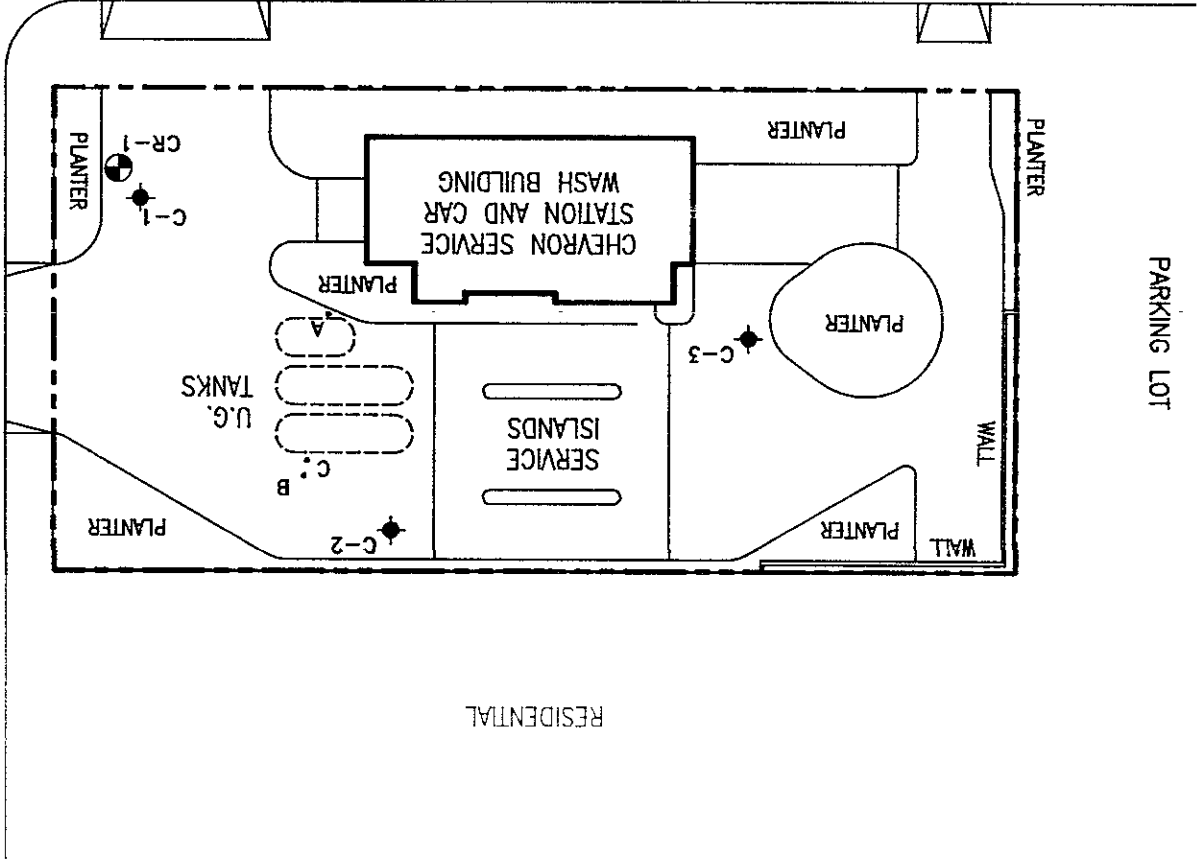 RESIDENTIAL
WALL
PLANTER
C-2
PLANTER
WALL
B
C
SERVICE
ISLANDS
U.G.
TANKS
PARKING LOT
C-3
PLANTER
A
PLANTER
CHEVRON SERVICE
STATION AND CAR
WASH BUILDING
C-1
CR-1
PLANTER
PLANTER
PLANTER